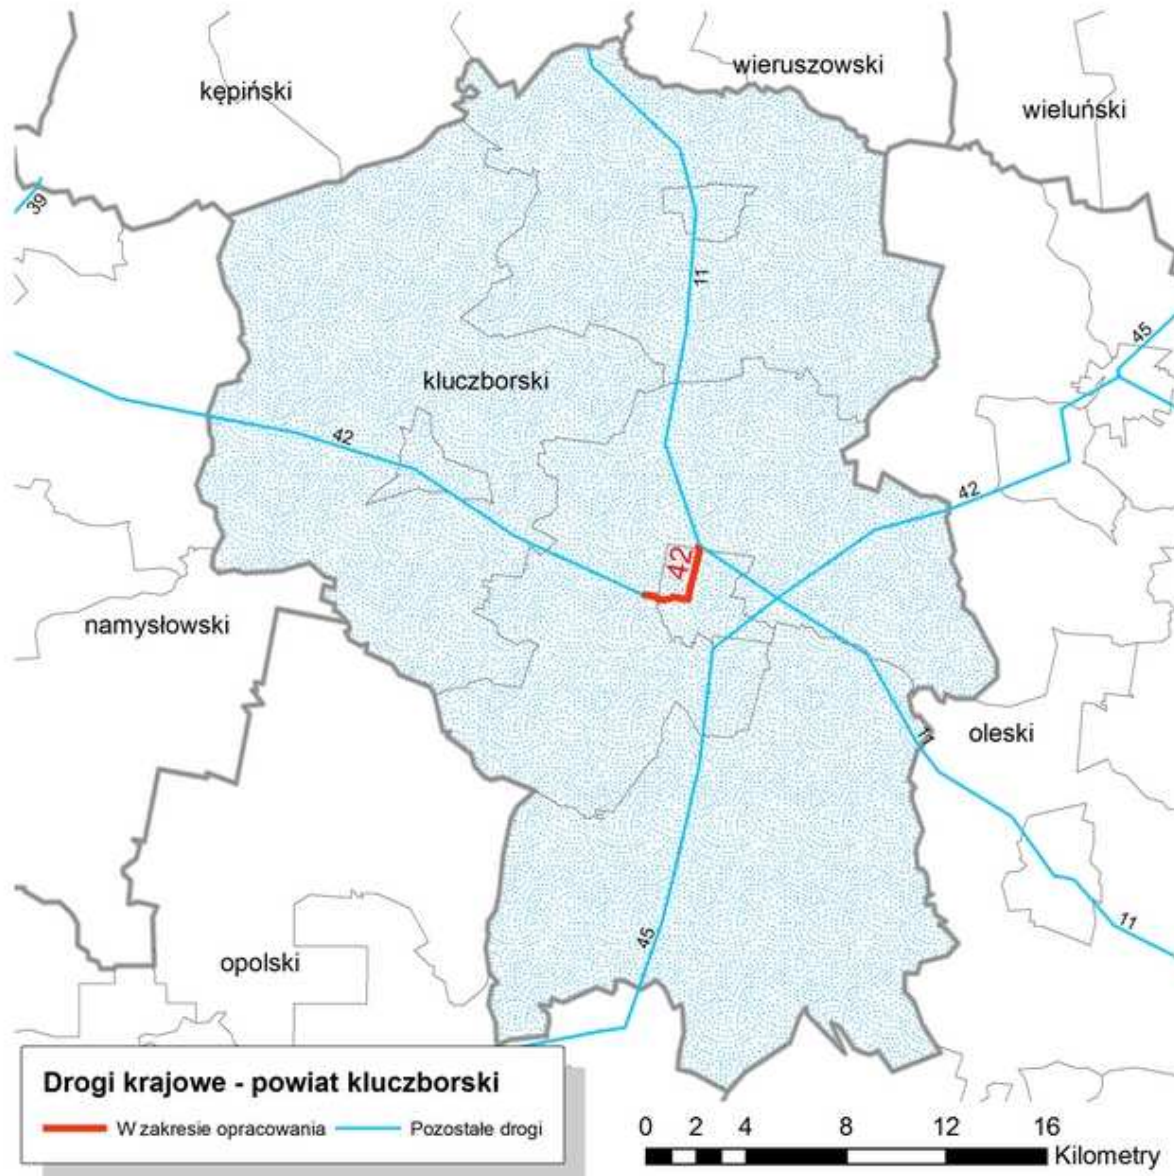 wieruszowski
kępiński
wieluński
39
11
45
kluczborski
42
42
42
namysłowski
oleski
11
11
45
opolski
Drogi krajowe - powiat kluczborski
W zakresie opracowania Pozostałe drogi
0 2 4 8 12 16
Kilometry